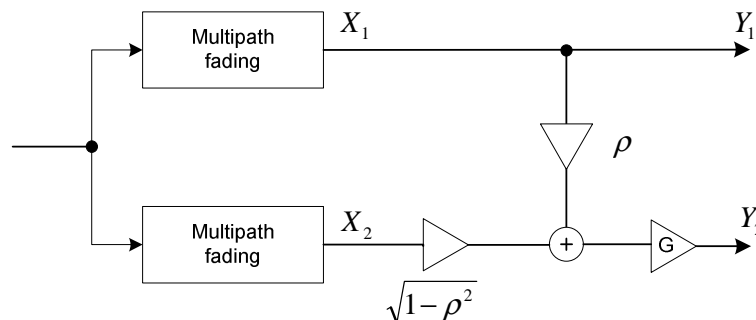 Multipath
fading
X₁
Y₁
ρ
Multipath
fading
X₂
√(1 − ρ²)
+
G
Y